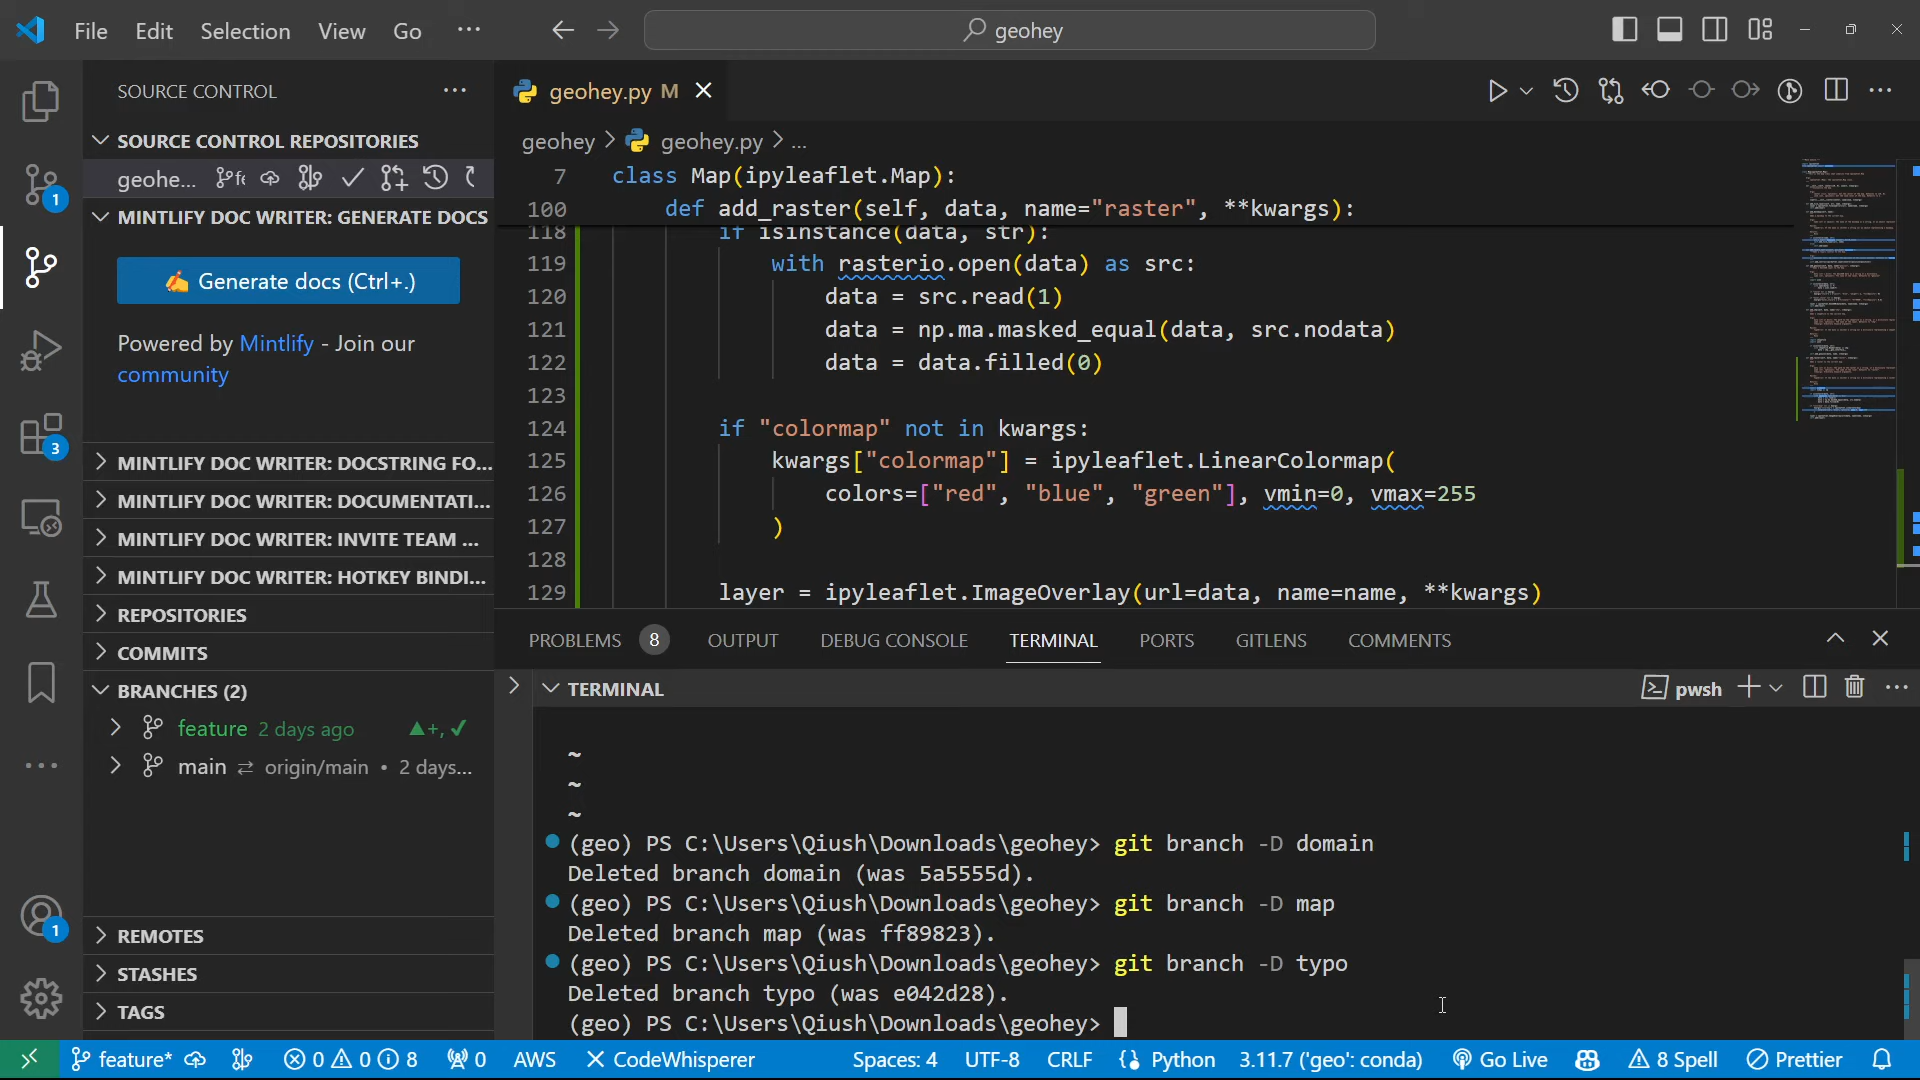 File Edit Selection View Go ...
geohey
SOURCE CONTROL
SOURCE CONTROL REPOSITORIES
geohe...
MINTLIFY DOC WRITER: GENERATE DOCS
✍ Generate docs (Ctrl+.)
Powered by Mintlify - Join our
community
MINTLIFY DOC WRITER: DOCSTRING FO...
MINTLIFY DOC WRITER: DOCUMENTATI...
MINTLIFY DOC WRITER: INVITE TEAM ...
MINTLIFY DOC WRITER: HOTKEY BINDI...
REPOSITORIES
COMMITS
BRANCHES (2)
feature 2 days ago ▲+, ✓
main ⇄ origin/main • 2 days...
REMOTES
STASHES
TAGS
1
3
1
geohey.py M
geohey > geohey.py > ...
7 class Map(ipyleaflet.Map):
100 def add_raster(self, data, name="raster", **kwargs):
118 if isinstance(data, str):
119 with rasterio.open(data) as src:
120 data = src.read(1)
121 data = np.ma.masked_equal(data, src.nodata)
122 data = data.filled(0)
123
124 if "colormap" not in kwargs:
125 kwargs["colormap"] = ipyleaflet.LinearColormap(
126 colors=["red", "blue", "green"], vmin=0, vmax=255
127 )
128
129 layer = ipyleaflet.ImageOverlay(url=data, name=name, **kwargs)
PROBLEMS 8 OUTPUT DEBUG CONSOLE TERMINAL PORTS GITLENS COMMENTS
TERMINAL
pwsh
~
~
~
(geo) PS C:\Users\Qiush\Downloads\geohey> git branch -D domain
Deleted branch domain (was 5a5555d).
(geo) PS C:\Users\Qiush\Downloads\geohey> git branch -D map
Deleted branch map (was ff89823).
(geo) PS C:\Users\Qiush\Downloads\geohey> git branch -D typo
Deleted branch typo (was e042d28).
(geo) PS C:\Users\Qiush\Downloads\geohey>
feature* 0 0 8 0 AWS CodeWhisperer Spaces: 4 UTF-8 CRLF {} Python 3.11.7 ('geo': conda) Go Live 8 Spell Prettier